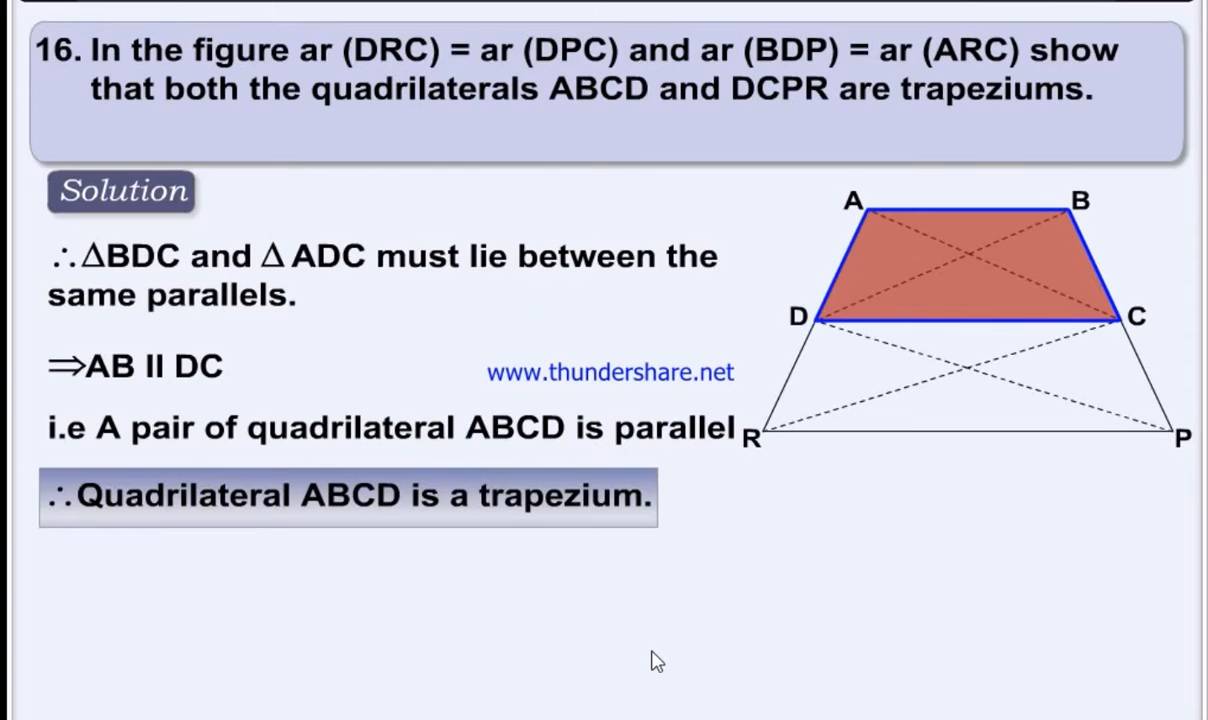 16. In the figure ar (DRC) = ar (DPC) and ar (BDP) = ar (ARC) show
that both the quadrilaterals ABCD and DCPR are trapeziums.
Solution
∴ΔBDC and Δ ADC must lie between the
same parallels.
⇒AB ll DC
www.thundershare.net
i.e A pair of quadrilateral ABCD is parallel
∴Quadrilateral ABCD is a trapezium.
A
B
D
C
R
P